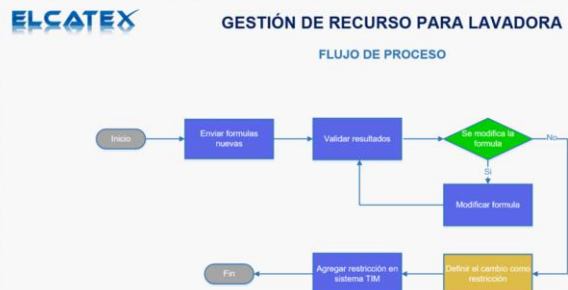 ELCATEX
GESTIÓN DE RECURSO PARA LAVADORA
FLUJO DE PROCESO
Inicio
Enviar formulas
nuevas
Validar resultados
Se modifica la
formula
No
Si
Modificar formula
Fin
Agregar restricción en
sistema TIM
Definir el cambio como
restricción